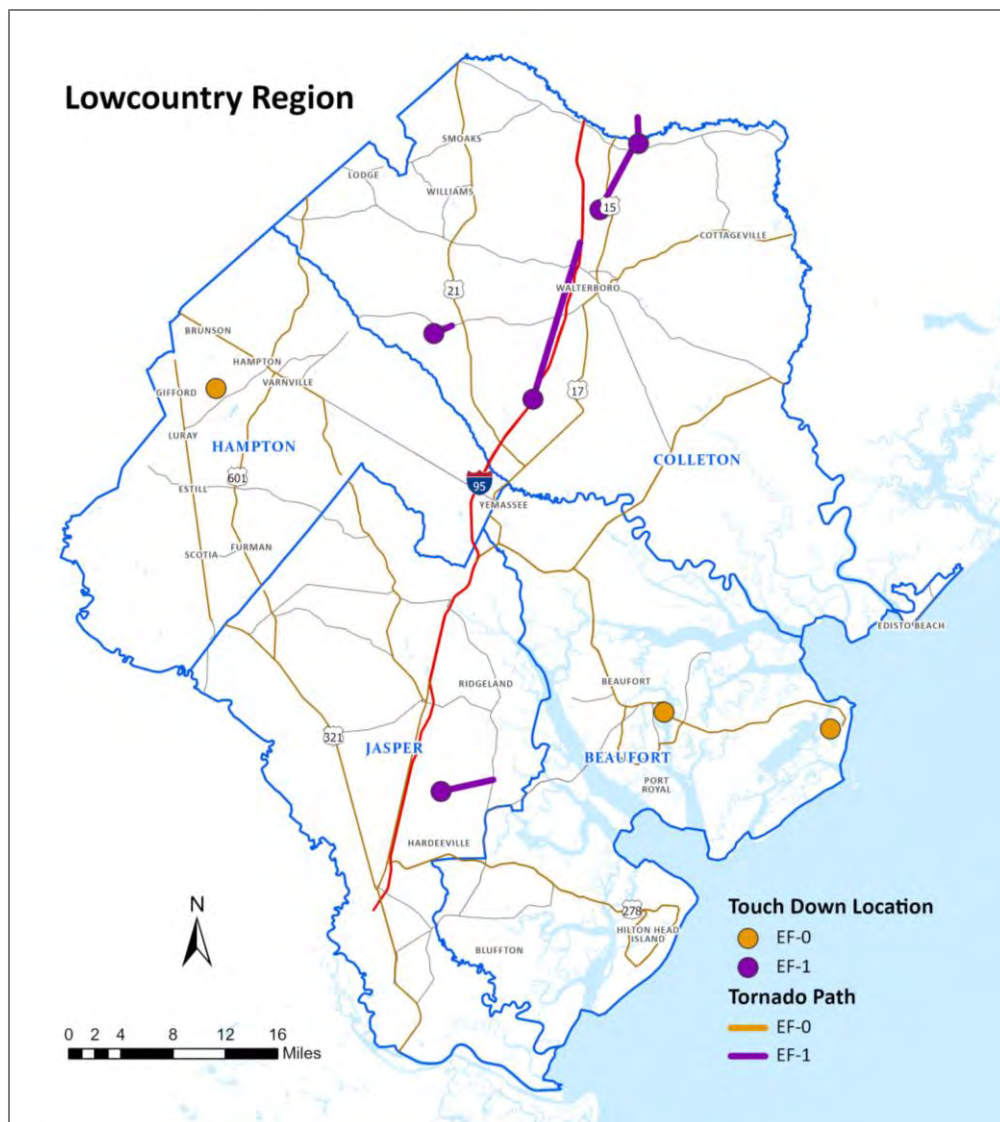 Lowcountry Region
SMOAKS
LODGE
WILLIAMS
15
COTTAGEVILLE
21
WALTERBORO
BRUNSON
HAMPTON
VARNVILLE
GIFFORD
17
LURAY
HAMPTON
COLLETON
601
95
ESTILL
YEMASSEE
SCOTIA
FURMAN
EDISTO BEACH
RIDGELAND
BEAUFORT
321
JASPER
BEAUFORT
PORT
ROYAL
HARDEEVILLE
N
278
HILTON HEAD
ISLAND
BLUFFTON
Touch Down Location
EF-0
EF-1
Tornado Path
EF-0
EF-1
0 2 4 8 12 16
Miles